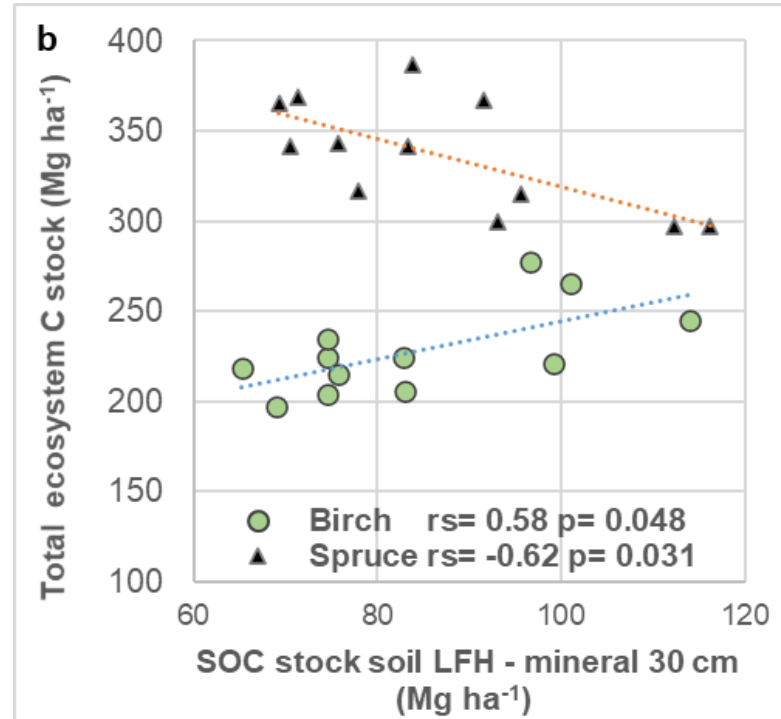 b
Total ecosystem C stock (Mg ha⁻¹)
400
350
300
250
200
150
100
Birch rs= 0.58 p= 0.048
Spruce rs= -0.62 p= 0.031
60 80 100 120
SOC stock soil LFH - mineral 30 cm
(Mg ha⁻¹)